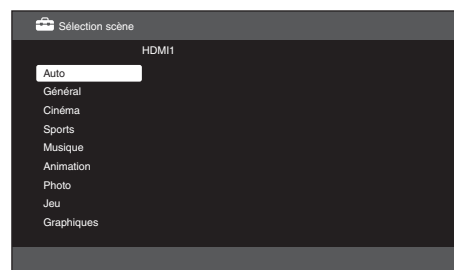 Sélection scène
HDMI1
Auto
Général
Cinéma
Sports
Musique
Animation
Photo
Jeu
Graphiques